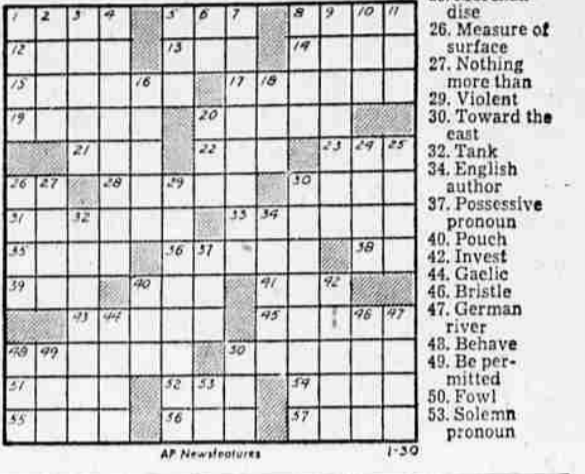 1 2 3 4 5 6 7 8 9 10 11
12 13 14
15 16 17 18
19 20
21 22 23 24 25
26 27 28 29 30
31 32 33 34
35 36 37 38
39 40 41 42
43 44 45 46 47
48 49 50
51 52 53 54
55 56 57
AP Newsfeatures 1-30
dise
26. Measure of
surface
27. Nothing
more than
29. Violent
30. Toward the
east
32. Tank
34. English
author
37. Possessive
pronoun
40. Pouch
42. Invest
44. Gaelic
46. Bristle
47. German
river
48. Behave
49. Be per-
mitted
50. Fowl
53. Solemn
pronoun